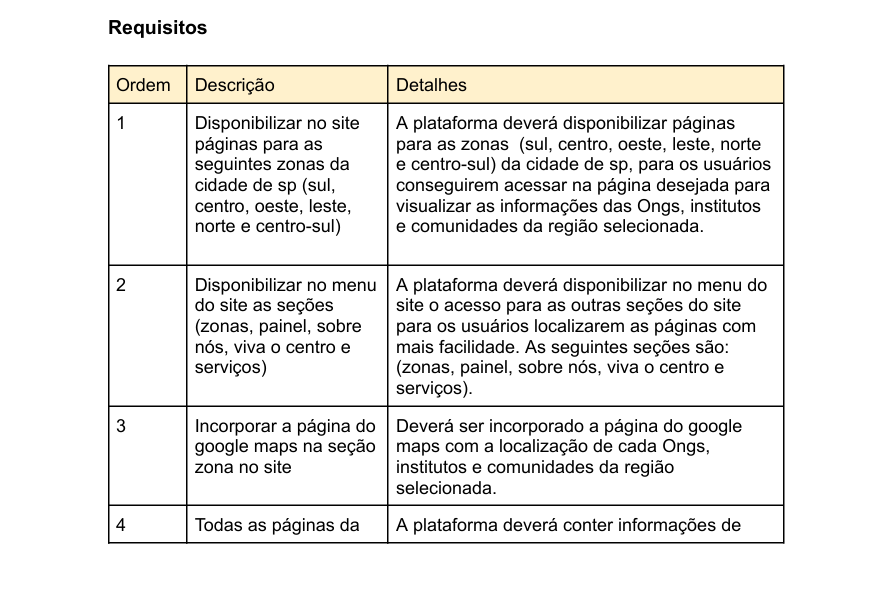 Requisitos
Ordem Descrição Detalhes
1
Disponibilizar no site
páginas para as
seguintes zonas da
cidade de sp (sul,
centro, oeste, leste,
norte e centro-sul)
A plataforma deverá disponibilizar páginas
para as zonas (sul, centro, oeste, leste, norte
e centro-sul) da cidade de sp, para os usuários
conseguirem acessar na página desejada para
visualizar as informações das Ongs, institutos
e comunidades da região selecionada.
2
Disponibilizar no menu
do site as seções
(zonas, painel, sobre
nós, viva o centro e
serviços)
A plataforma deverá disponibilizar no menu do
site o acesso para as outras seções do site
para os usuários localizarem as páginas com
mais facilidade. As seguintes seções são:
(zonas, painel, sobre nós, viva o centro e
serviços).
3
Incorporar a página do
google maps na seção
zona no site
Deverá ser incorporado a página do google
maps com a localização de cada Ongs,
institutos e comunidades da região
selecionada.
4
Todas as páginas da
A plataforma deverá conter informações de